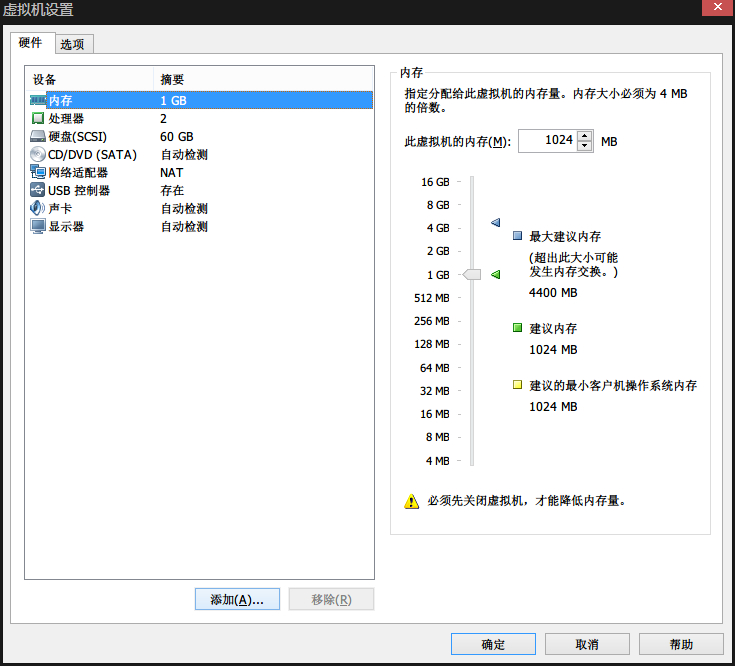 虚拟机设置
硬件 选项
设备 摘要
内存 1 GB
处理器 2
硬盘(SCSI) 60 GB
CD/DVD (SATA) 自动检测
网络适配器 NAT
USB 控制器 存在
声卡 自动检测
显示器 自动检测
添加(A)... 移除(R)
内存
指定分配给此虚拟机的内存量。内存大小必须为 4 MB
的倍数。
此虚拟机的内存(M): 1024 MB
16 GB
8 GB
4 GB
2 GB
1 GB
512 MB
256 MB
128 MB
64 MB
32 MB
16 MB
8 MB
4 MB
最大建议内存
(超出此大小可能
发生内存交换。)
4400 MB
建议内存
1024 MB
建议的最小客户机操作系统内存
1024 MB
必须先关闭虚拟机，才能降低内存量。
确定 取消 帮助